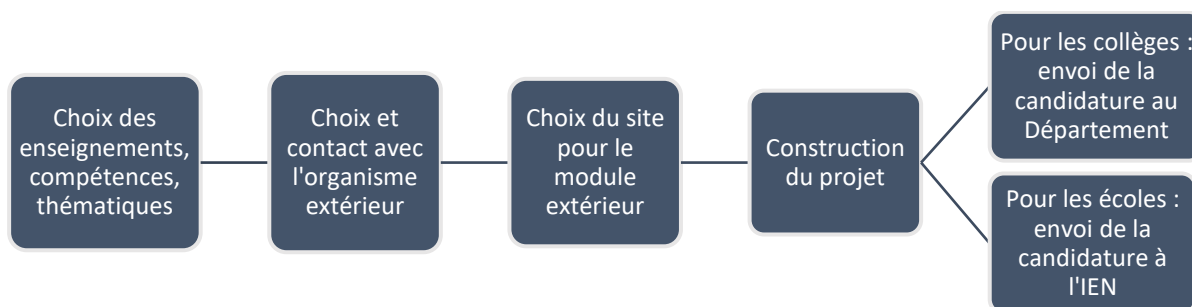 Choix des
enseignements,
compétences,
thématiques
Choix et
contact avec
l'organisme
extérieur
Choix du site
pour le
module
extérieur
Construction
du projet
Pour les collèges :
envoi de la
candidature au
Département
Pour les écoles :
envoi de la
candidature à
l'IEN